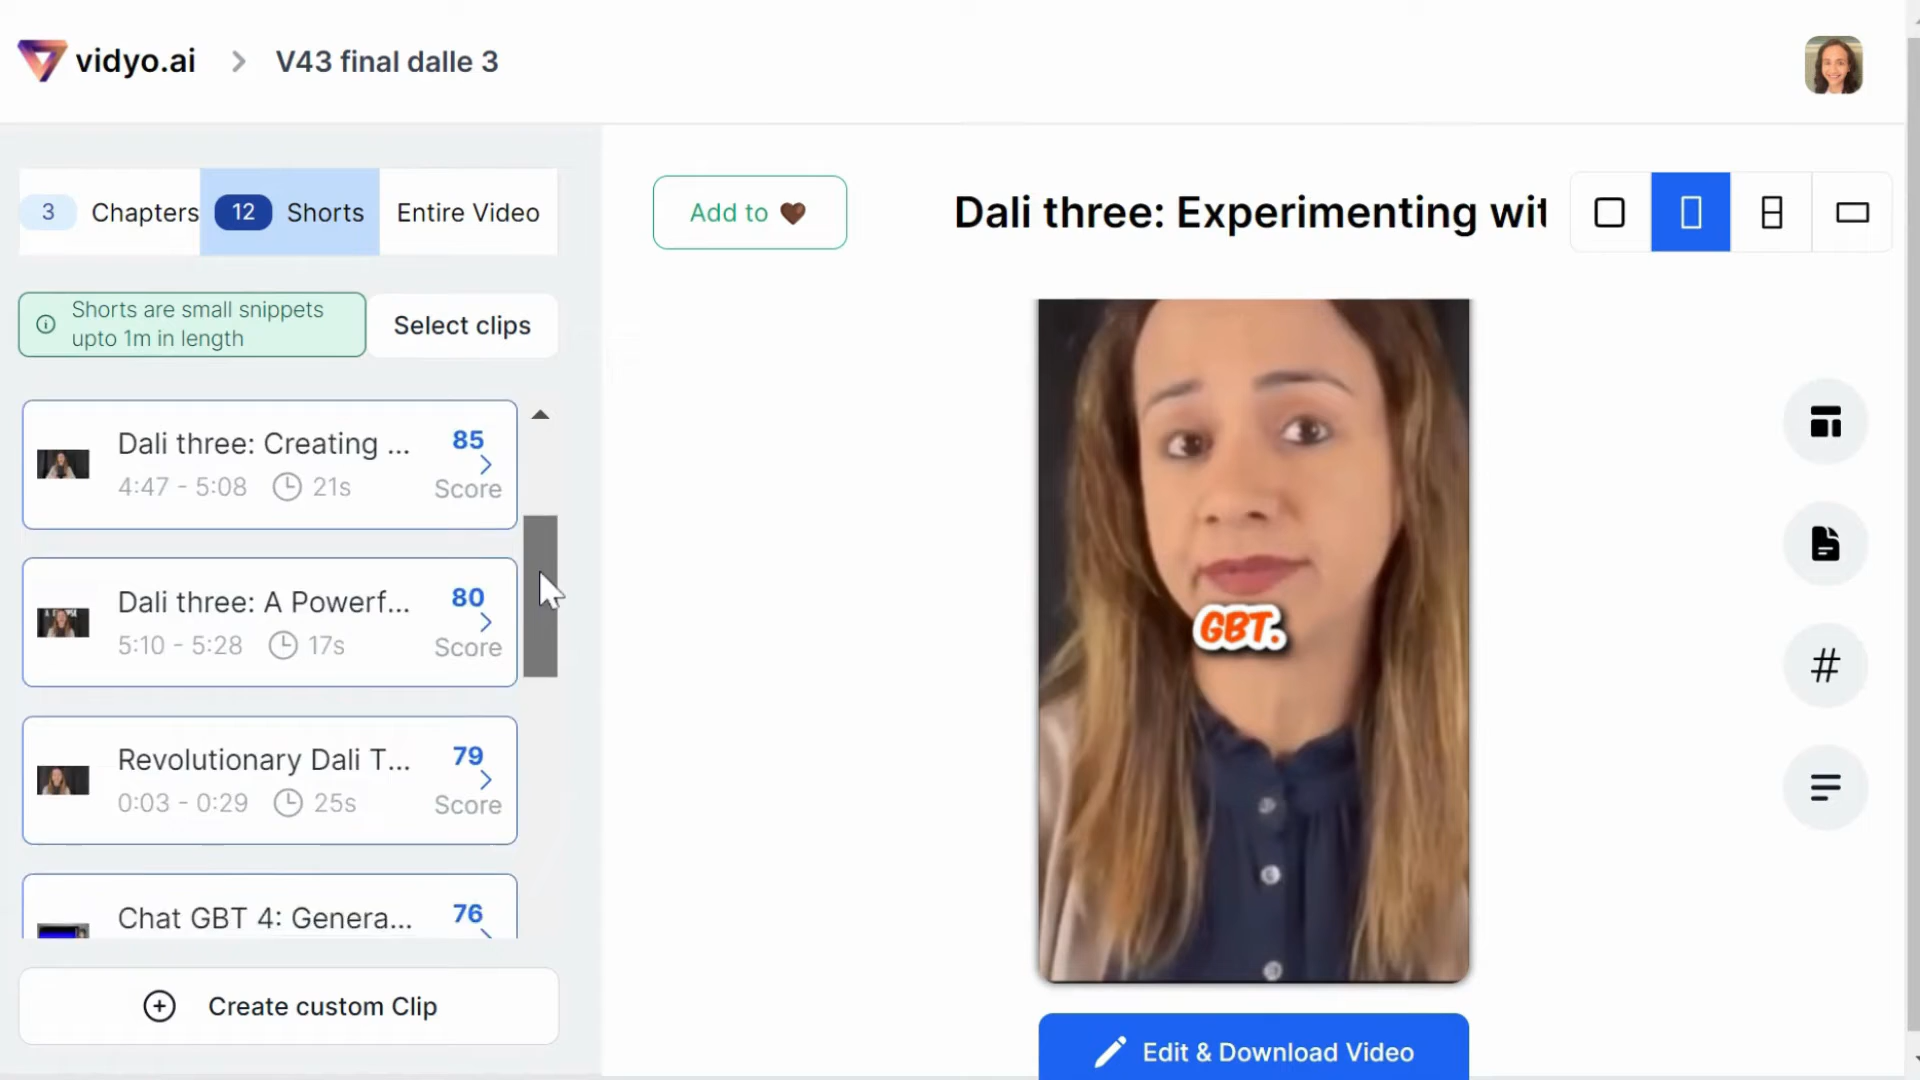 vidyo.ai > V43 final dalle 3
3 Chapters 12 Shorts Entire Video
Shorts are small snippets
upto 1m in length
Select clips
Dali three: Creating ...
4:47 - 5:08 21s
85
Score
Dali three: A Powerf...
5:10 - 5:28 17s
80
Score
Revolutionary Dali T...
0:03 - 0:29 25s
79
Score
Chat GBT 4: Genera...
76
Create custom Clip
Add to
Dali three: Experimenting wit
GBT.
#
Edit & Download Video